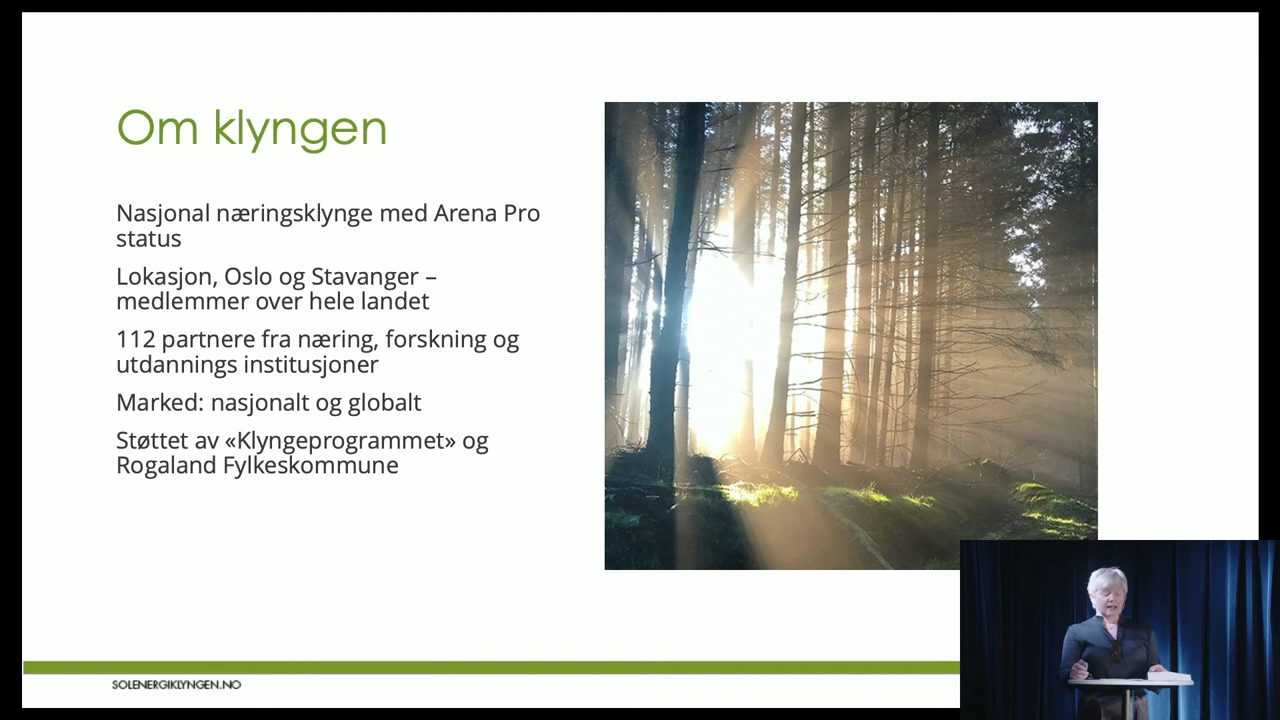 Om klyngen
Nasjonal næringsklynge med Arena Pro
status
Lokasjon, Oslo og Stavanger –
medlemmer over hele landet
112 partnere fra næring, forskning og
utdannings institusjoner
Marked: nasjonalt og globalt
Støttet av «Klyngeprogrammet» og
Rogaland Fylkeskommune
SOLENERGIKLYNGEN.NO